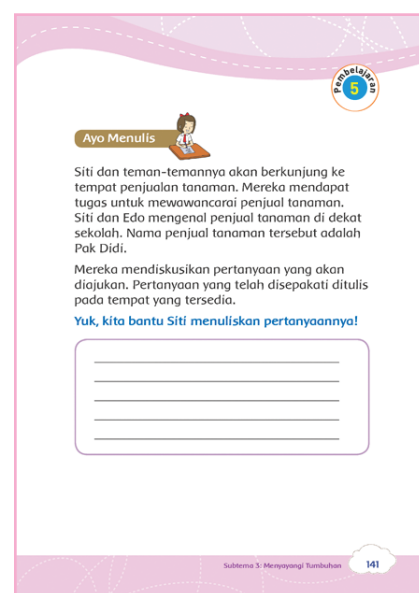 Pembelajaran
5
Ayo Menulis
Siti dan teman-temannya akan berkunjung ke
tempat penjualan tanaman. Mereka mendapat
tugas untuk mewawancarai penjual tanaman.
Siti dan Edo mengenal penjual tanaman di dekat
sekolah. Nama penjual tanaman tersebut adalah
Pak Didi.
Mereka mendiskusikan pertanyaan yang akan
diajukan. Pertanyaan yang telah disepakati ditulis
pada tempat yang tersedia.
Yuk, kita bantu Siti menuliskan pertanyaannya!
Subtema 3: Menyayangi Tumbuhan 141